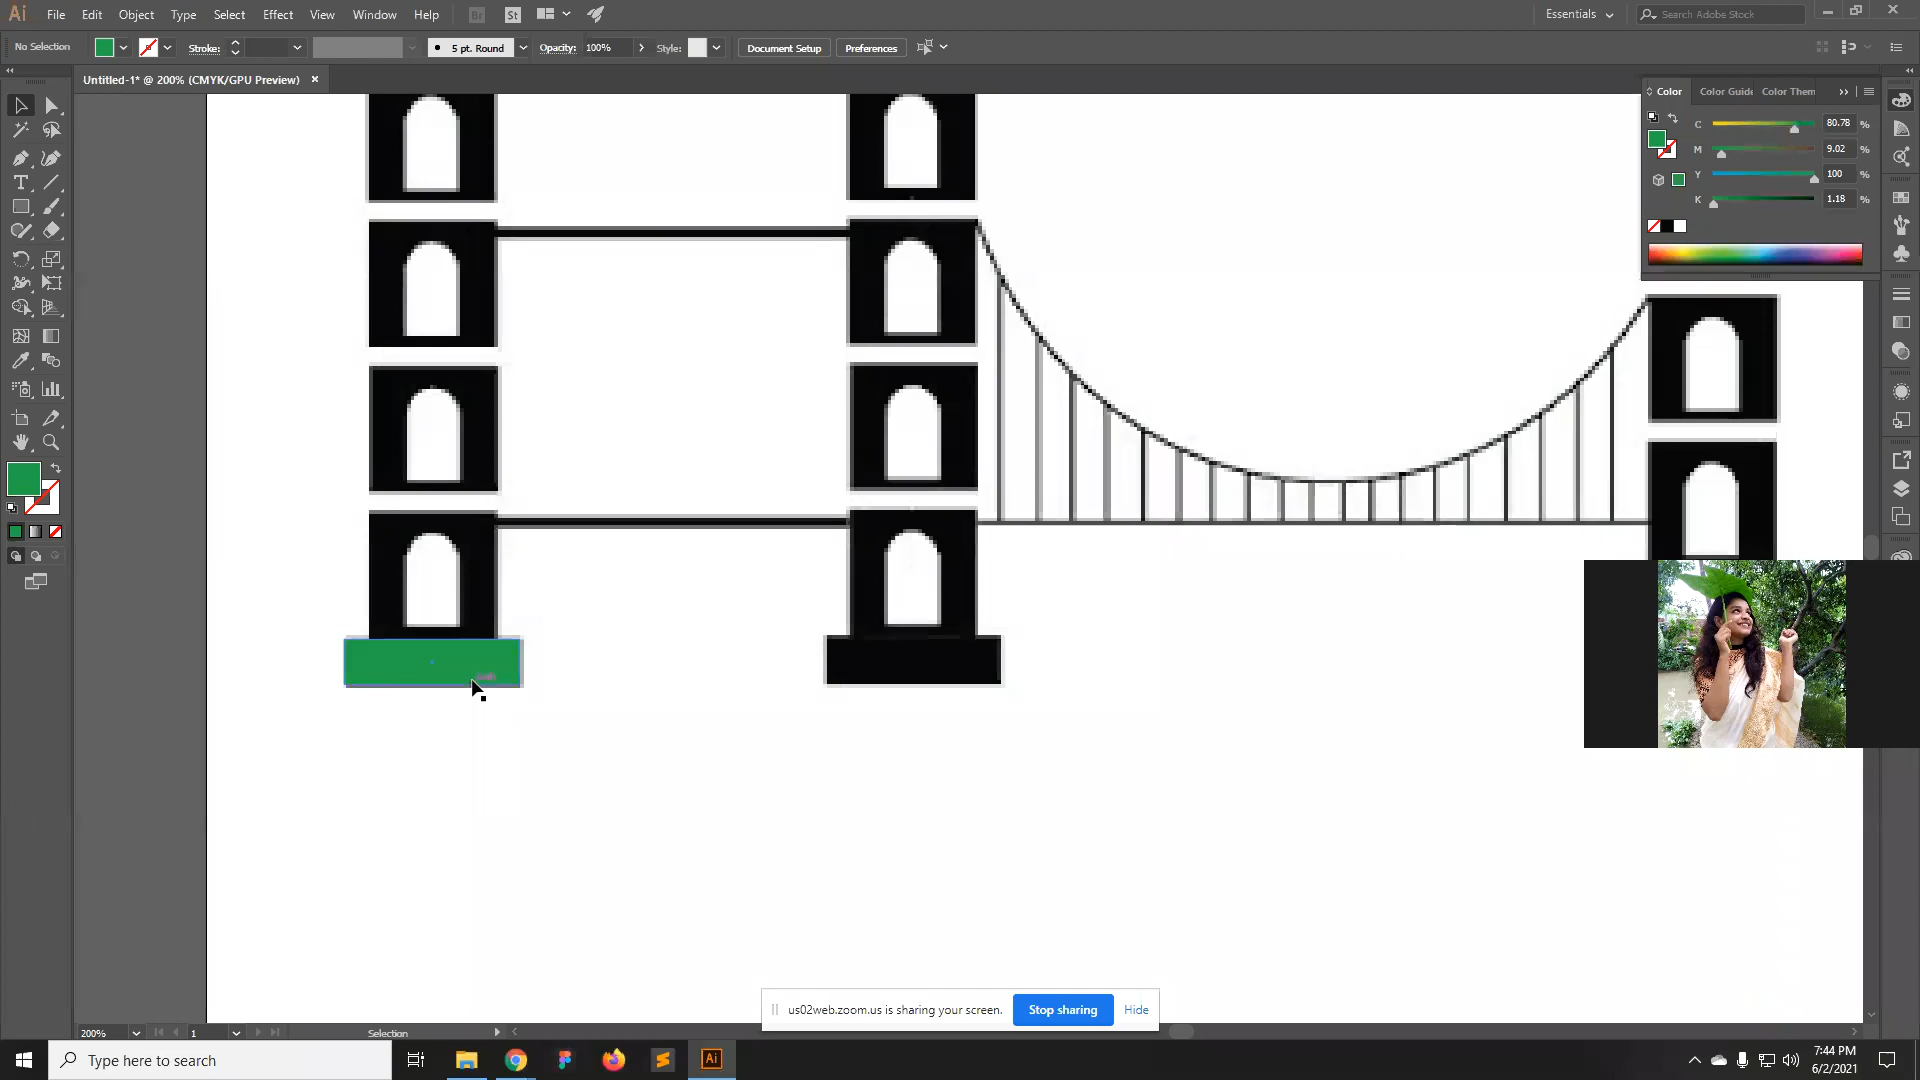 Ai File Edit Object Type Select Effect View Window Help Br St Essentials Search Adobe Stock
No Selection Stroke: 5 pt. Round Opacity: 100% Style: Document Setup Preferences
Untitled-1* @ 200% (CMYK/GPU Preview) ×
Color Color Guide Color Them
C 80.78 %
M 9.02 %
Y 100 %
K 1.18 %
us02web.zoom.us is sharing your screen. Stop sharing Hide
200% 1 Selection
Type here to search
Ai
7:44 PM
6/2/2021